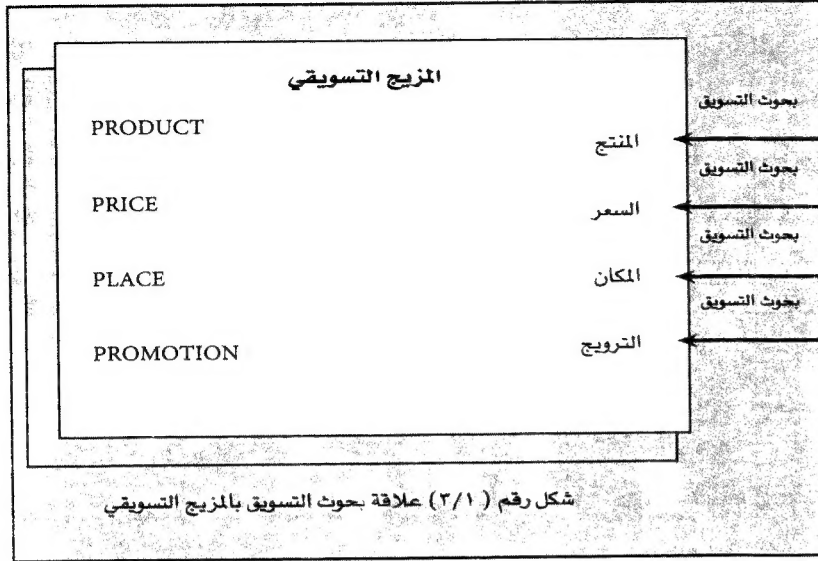 المزيج التسويقي
بحوث التسويق
المنتج PRODUCT
بحوث التسويق
السعر PRICE
بحوث التسويق
المكان PLACE
بحوث التسويق
الترويج PROMOTION
شكل رقم ( ٣/١ ) علاقة بحوث التسويق بالمزيج التسويقي